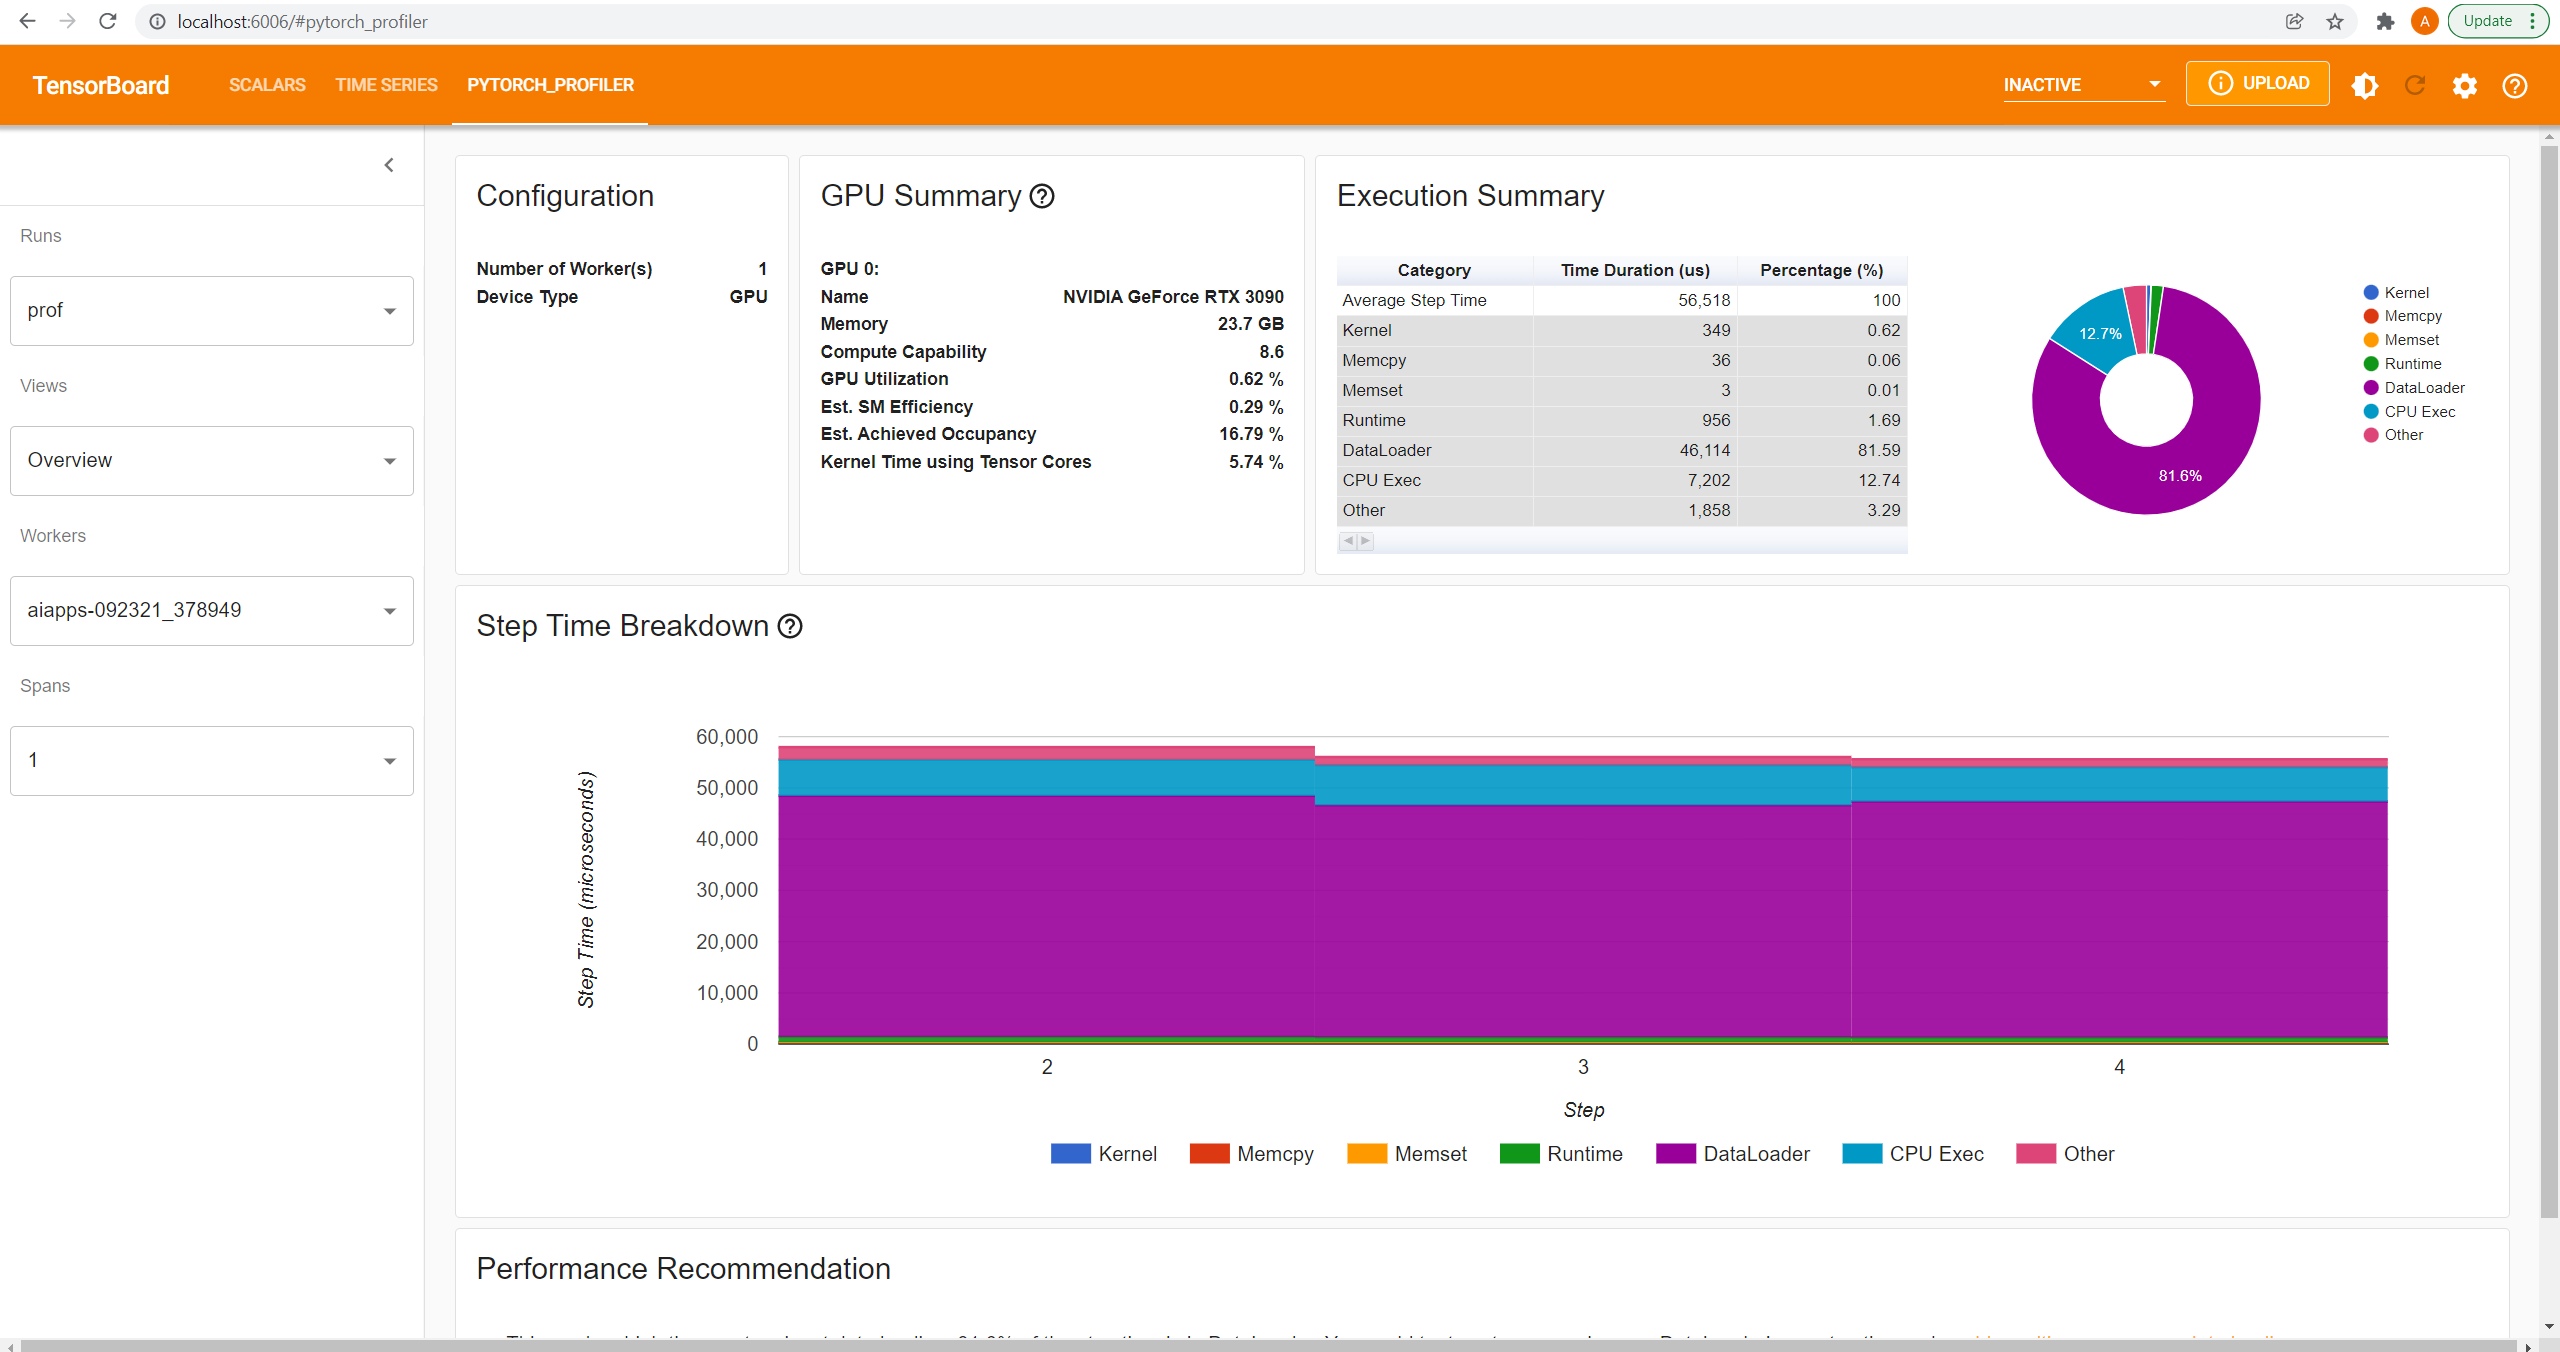 localhost:6006/#pytorch_profiler
A
Update
TensorBoard
SCALARS
TIME SERIES
PYTORCH_PROFILER
INACTIVE
UPLOAD
Runs
prof
Views
Overview
Workers
aiapps-092321_378949
Spans
1
Configuration
Number of Worker(s) 1
Device Type GPU
GPU Summary
GPU 0:
Name NVIDIA GeForce RTX 3090
Memory 23.7 GB
Compute Capability 8.6
GPU Utilization 0.62 %
Est. SM Efficiency 0.29 %
Est. Achieved Occupancy 16.79 %
Kernel Time using Tensor Cores 5.74 %
Execution Summary
Category Time Duration (us) Percentage (%)
Average Step Time 56,518 100
Kernel 349 0.62
Memcpy 36 0.06
Memset 3 0.01
Runtime 956 1.69
DataLoader 46,114 81.59
CPU Exec 7,202 12.74
Other 1,858 3.29
12.7%
81.6%
Kernel
Memcpy
Memset
Runtime
DataLoader
CPU Exec
Other
Step Time Breakdown
Step Time (microseconds)
60,000
50,000
40,000
30,000
20,000
10,000
0
2 3 4
Step
Kernel Memcpy Memset Runtime DataLoader CPU Exec Other
Performance Recommendation